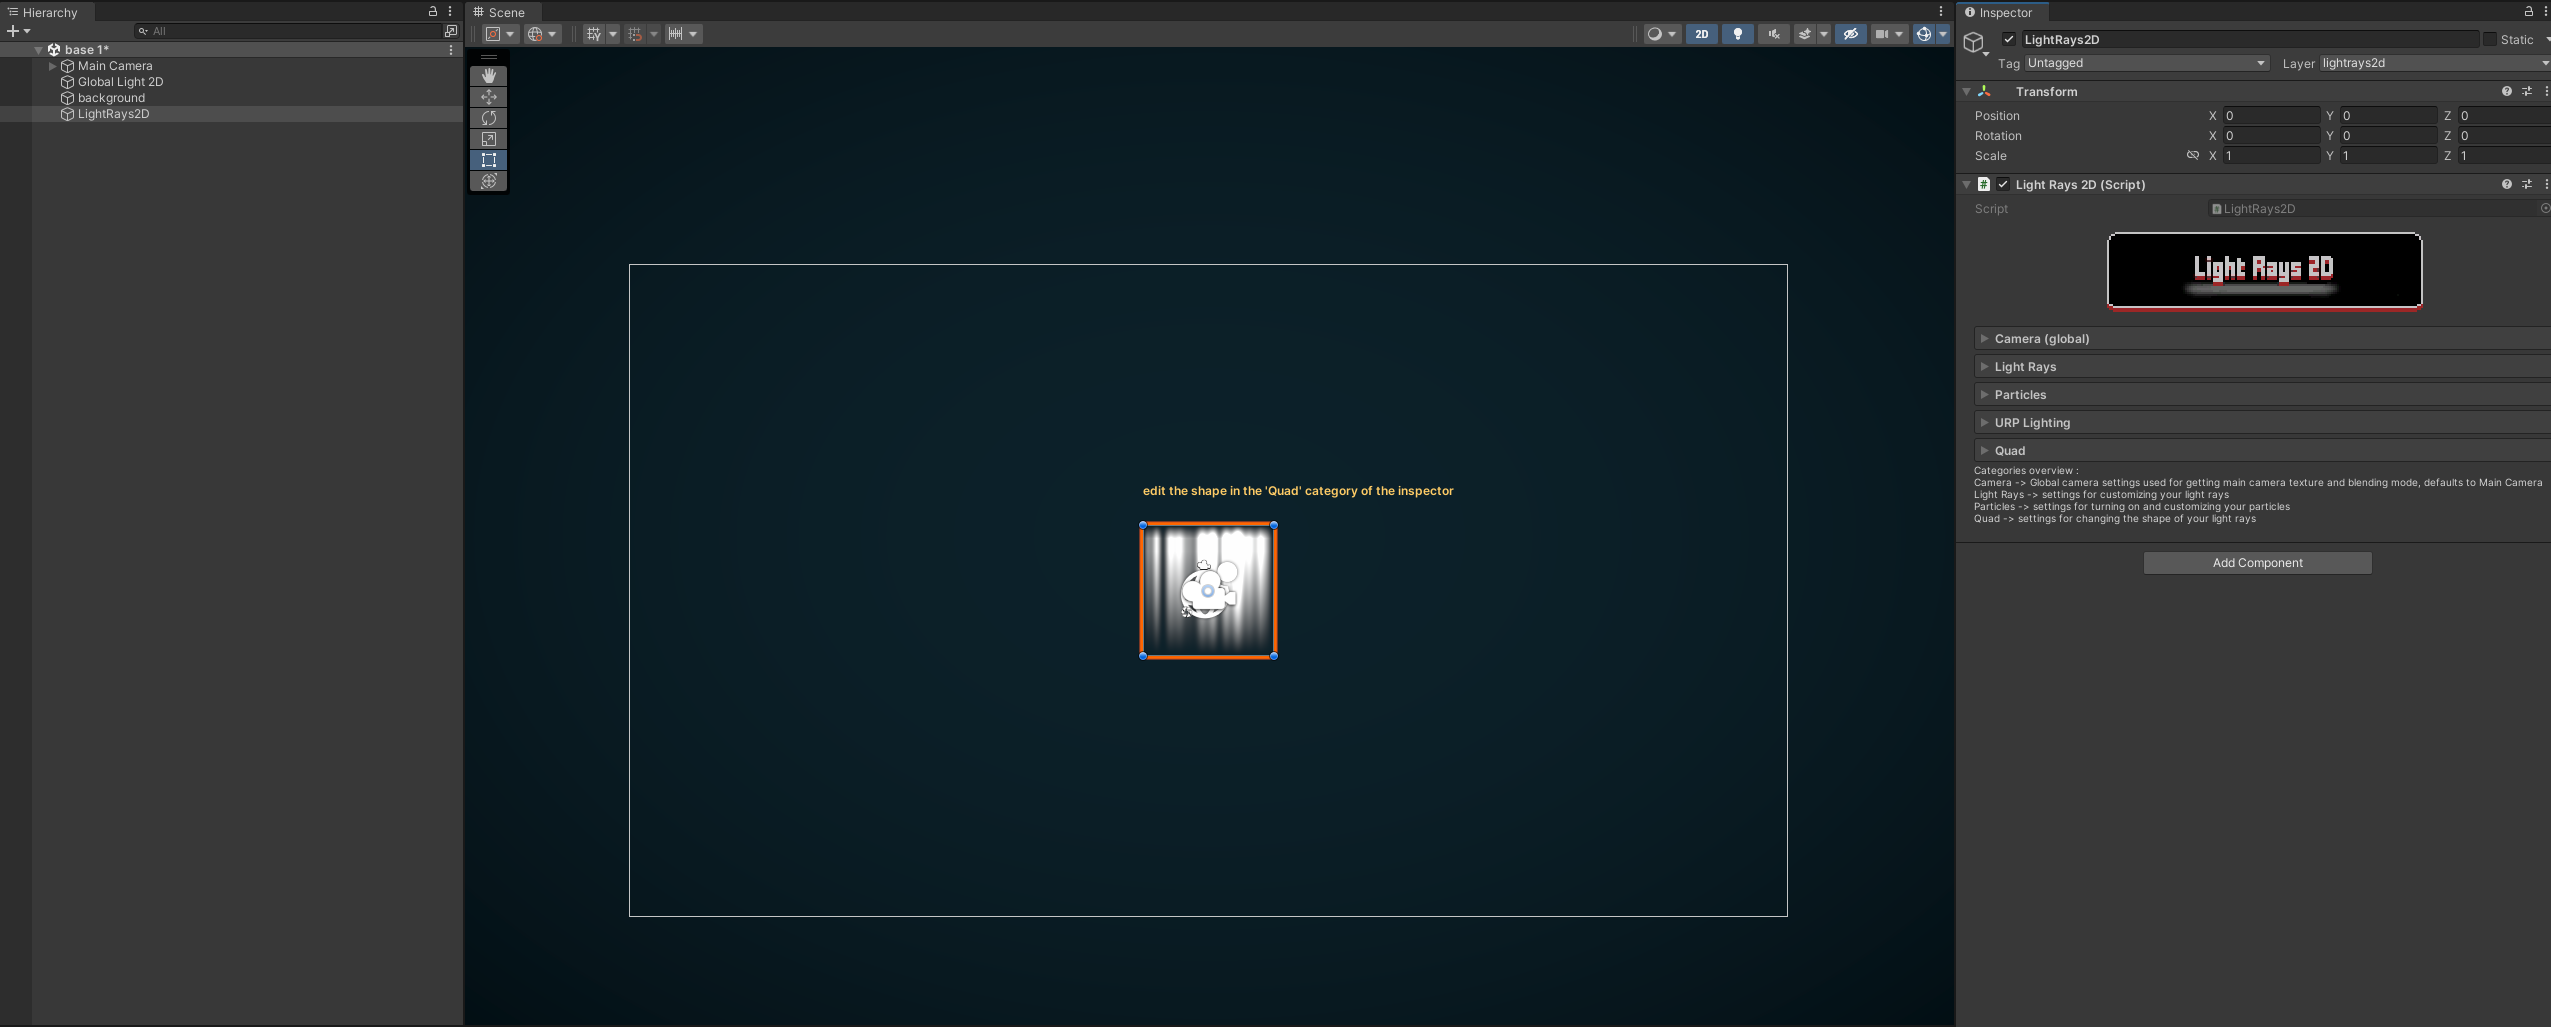 Hierarchy
All
base 1*
Main Camera
Global Light 2D
background
LightRays2D
Scene
2D
edit the shape in the 'Quad' category of the inspector
Inspector
LightRays2D
Static
Tag Untagged Layer lightrays2d
Transform
Position X 0 Y 0 Z 0
Rotation X 0 Y 0 Z 0
Scale X 1 Y 1 Z 1
# Light Rays 2D (Script)
Script LightRays2D
Light Rays 2D
Camera (global)
Light Rays
Particles
URP Lighting
Quad
Categories overview :
Camera -> Global camera settings used for getting main camera texture and blending mode, defaults to Main Camera
Light Rays -> settings for customizing your light rays
Particles -> settings for turning on and customizing your particles
Quad -> settings for changing the shape of your light rays
Add Component